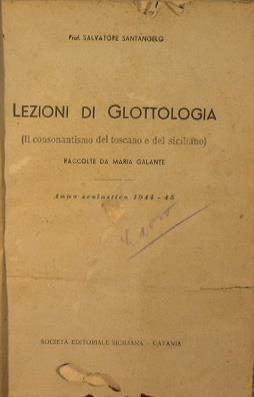 Prof. SALVATORE SANTANGELO
LEZIONI DI GLOTTOLOGIA
(Il consonantismo del toscano e del siciliano)
RACCOLTE DA MARIA GALANTE
Anno scolastico 1944-45
SOCIETÀ EDITORIALE SICILIANA - CATANIA